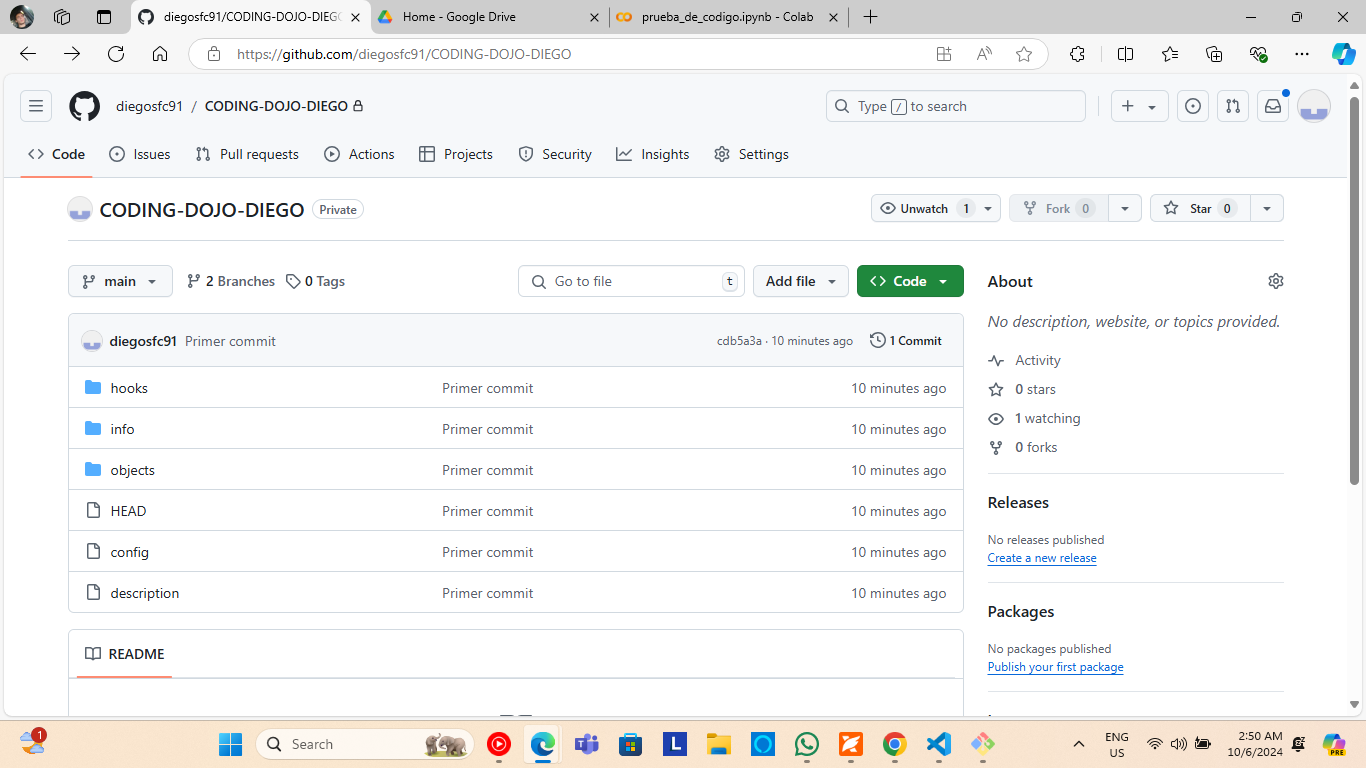 diegosfc91/CODING-DOJO-DIEGO
Home - Google Drive
prueba_de_codigo.ipynb - Colab
https://github.com/diegosfc91/CODING-DOJO-DIEGO
diegosfc91 / CODING-DOJO-DIEGO
Type / to search
Code
Issues
Pull requests
Actions
Projects
Security
Insights
Settings
CODING-DOJO-DIEGO Private
Unwatch 1
Fork 0
Star 0
main
2 Branches
0 Tags
Go to file t
Add file
Code
diegosfc91 Primer commit cdb5a3a · 10 minutes ago 1 Commit
hooks Primer commit 10 minutes ago
info Primer commit 10 minutes ago
objects Primer commit 10 minutes ago
HEAD Primer commit 10 minutes ago
config Primer commit 10 minutes ago
description Primer commit 10 minutes ago
README
About
No description, website, or topics provided.
Activity
0 stars
1 watching
0 forks
Releases
No releases published
Create a new release
Packages
No packages published
Publish your first package
1
Search
L
ENG
US
2:50 AM
10/6/2024
PRE